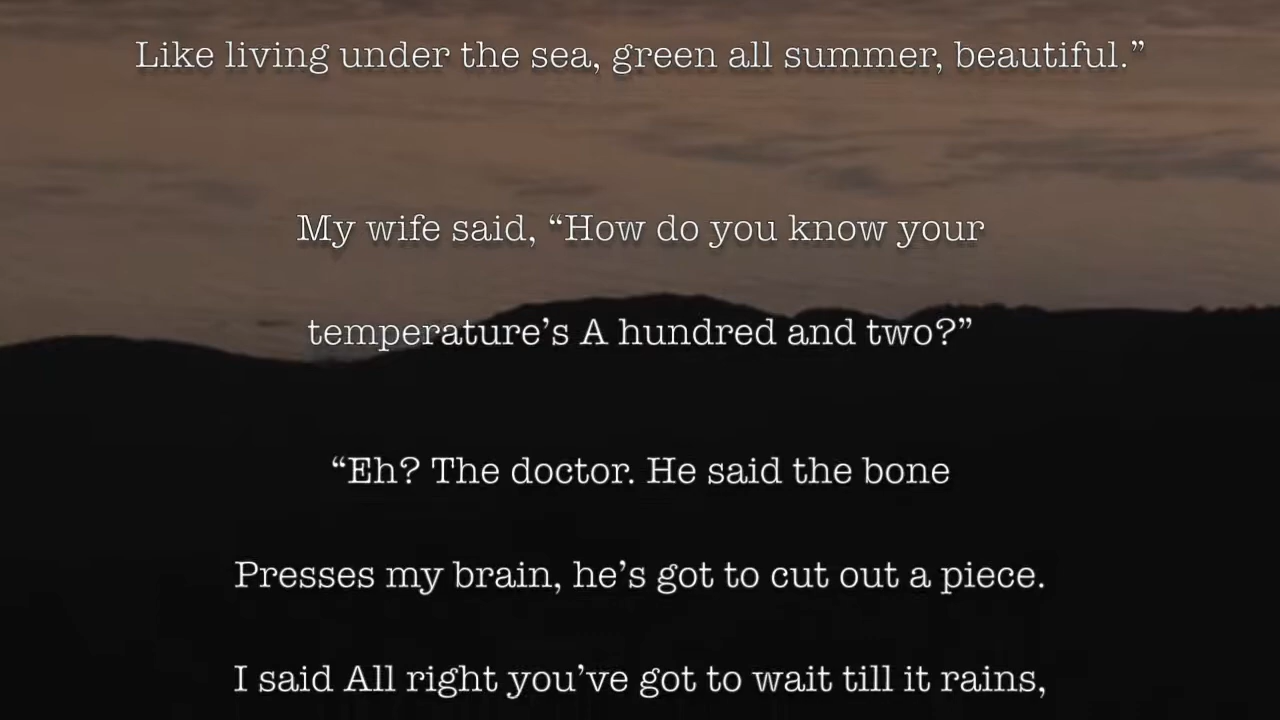 Like living under the sea, green all summer, beautiful.”
My wife said, “How do you know your
temperature’s A hundred and two?”
“Eh? The doctor. He said the bone
Presses my brain, he’s got to cut out a piece.
I said All right you’ve got to wait till it rains,